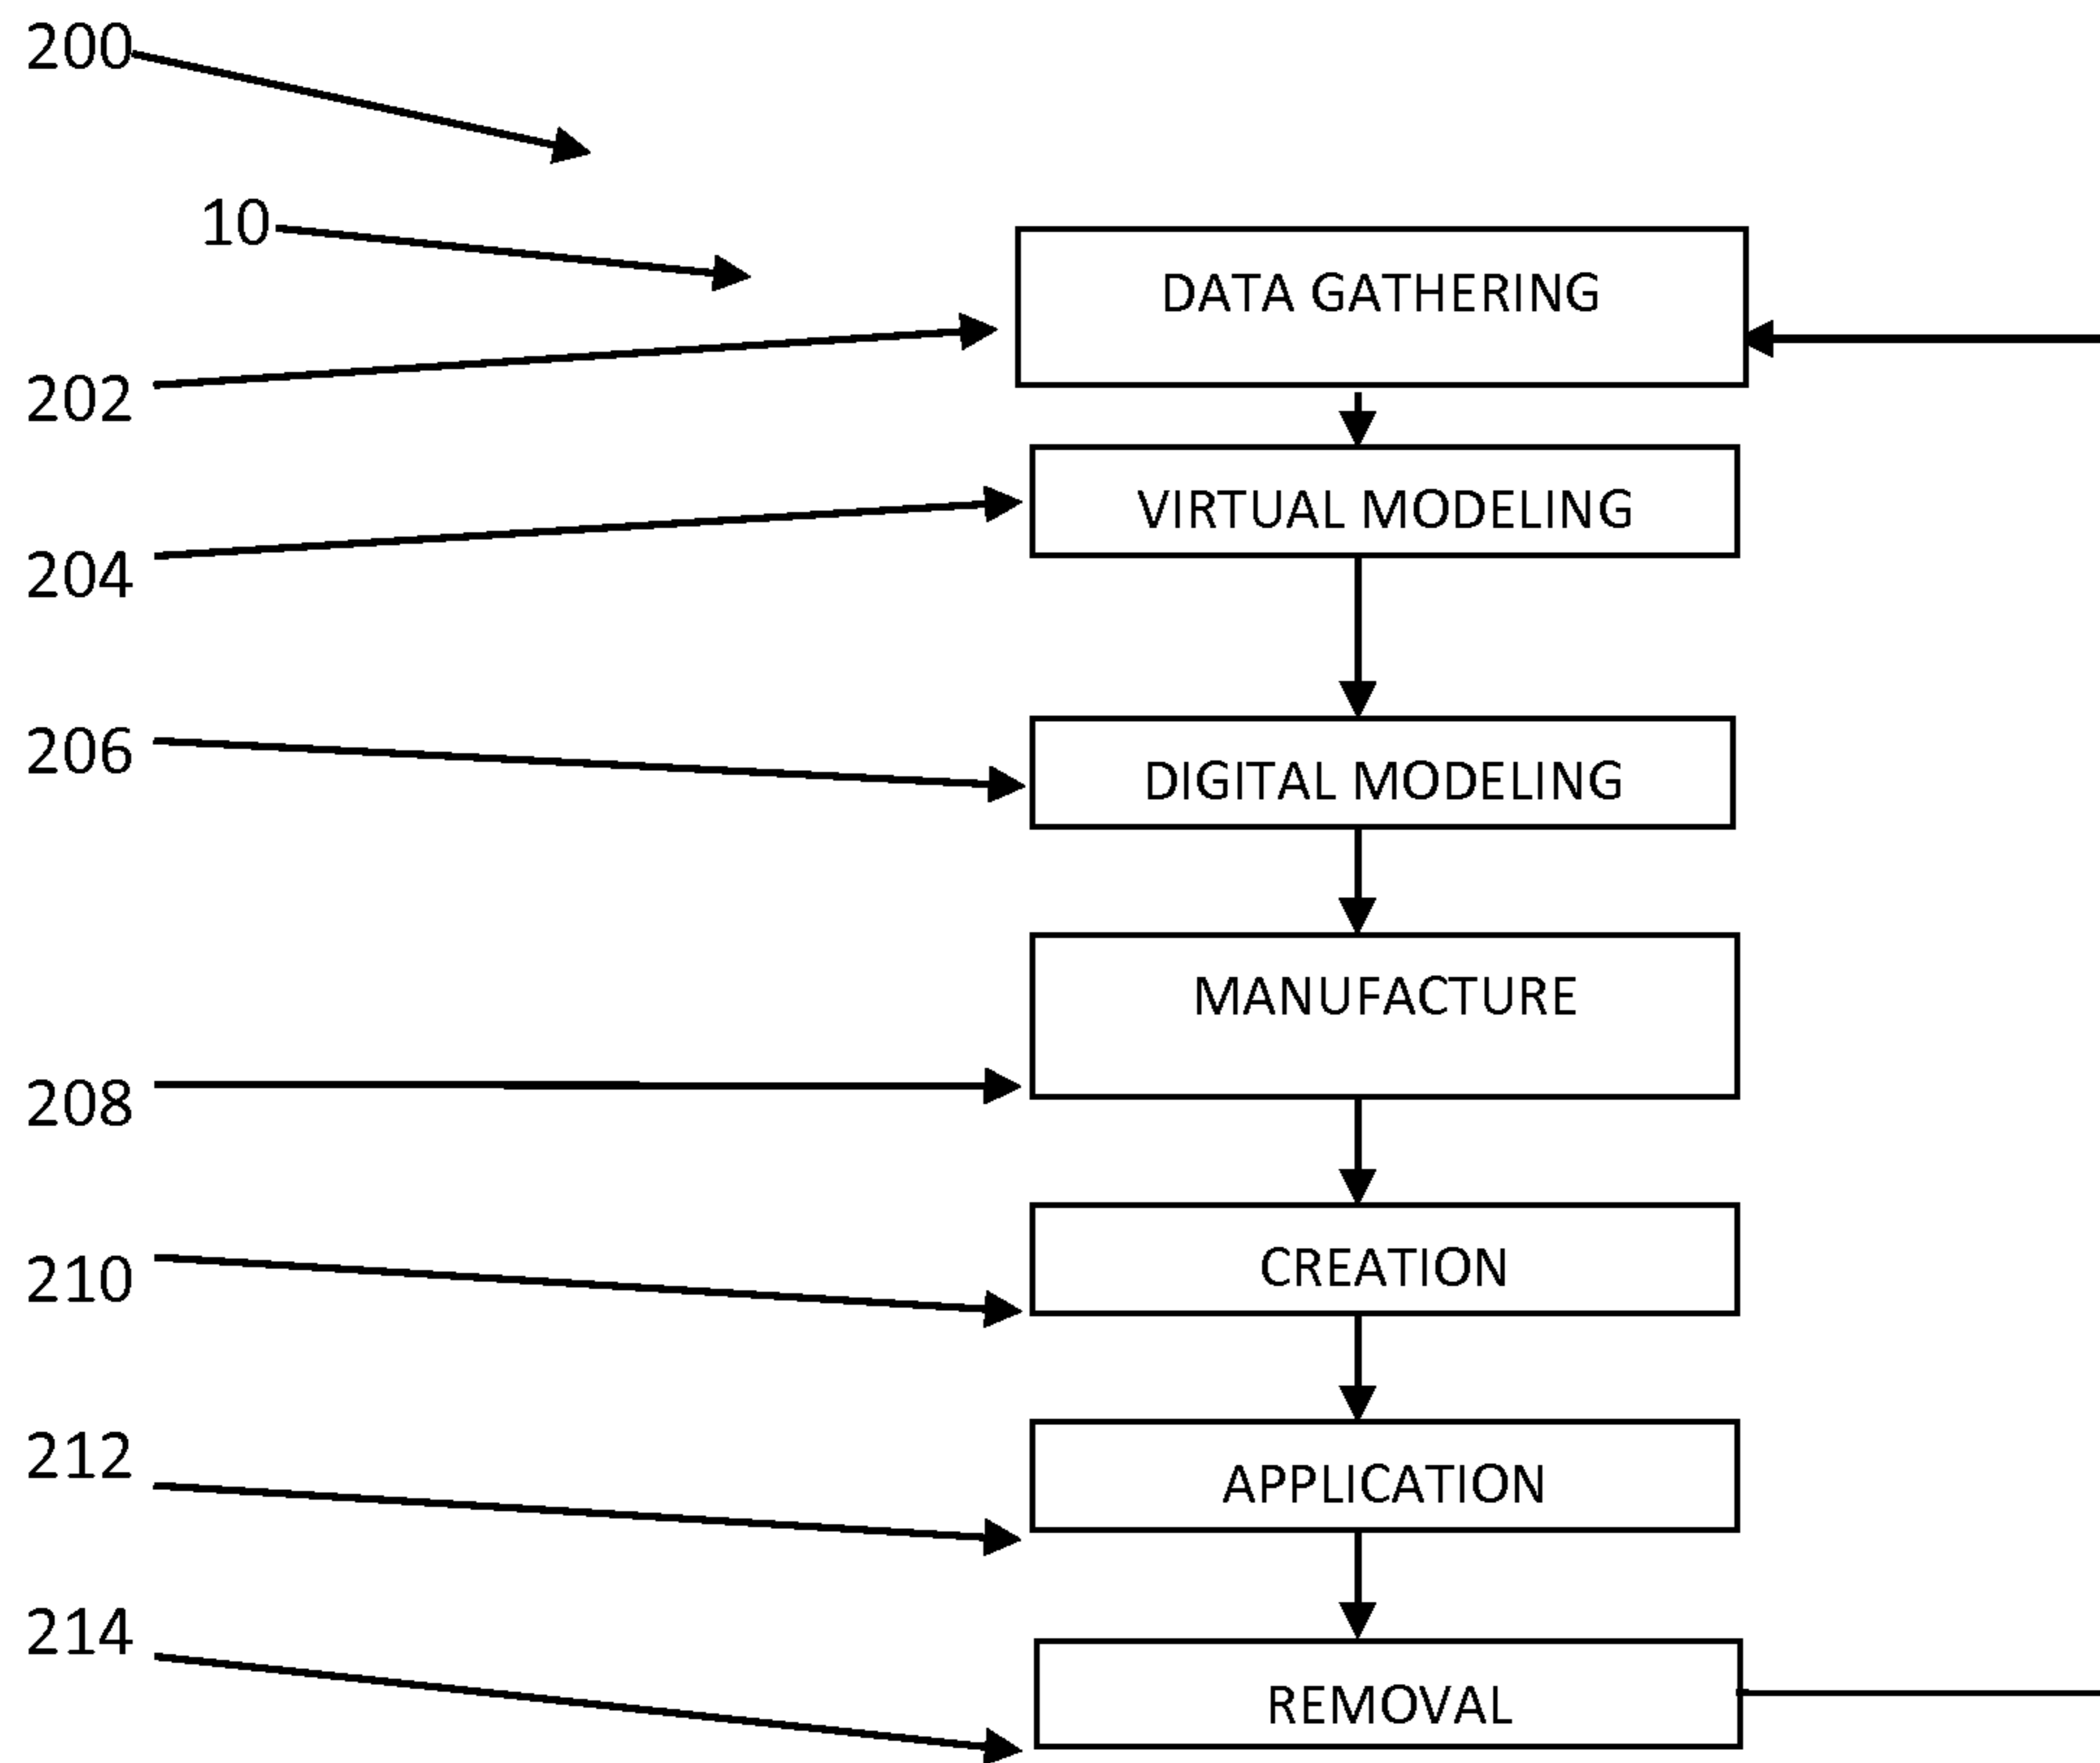 200
10
DATA GATHERING
202
VIRTUAL MODELING
204
206
DIGITAL MODELING
MANUFACTURE
208
CREATION
210
212
APPLICATION
214
REMOVAL